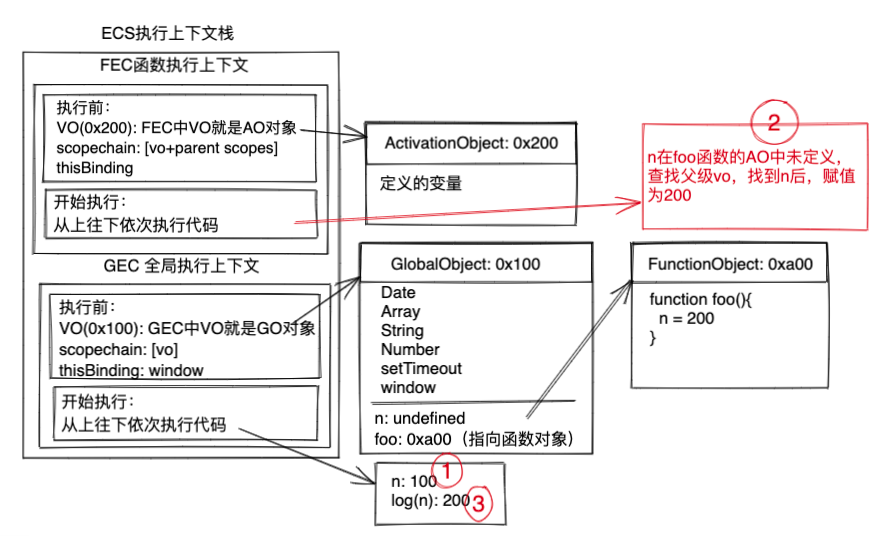 ECS执行上下文栈
FEC函数执行上下文
执行前：
VO(0x200): FEC中VO就是AO对象
scopechain: [vo+parent scopes]
thisBinding
开始执行：
从上往下依次执行代码
ActivationObject: 0x200
定义的变量
2
n在foo函数的AO中未定义，
查找父级vo，找到n后，赋值
为200
GEC 全局执行上下文
执行前：
VO(0x100): GEC中VO就是GO对象
scopechain: [vo]
thisBinding: window
开始执行：
从上往下依次执行代码
GlobalObject: 0x100
Date
Array
String
Number
setTimeout
window
n: undefined
foo: 0xa00（指向函数对象）
FunctionObject: 0xa00
function foo(){
n = 200
}
n: 100 1
log(n): 200 3